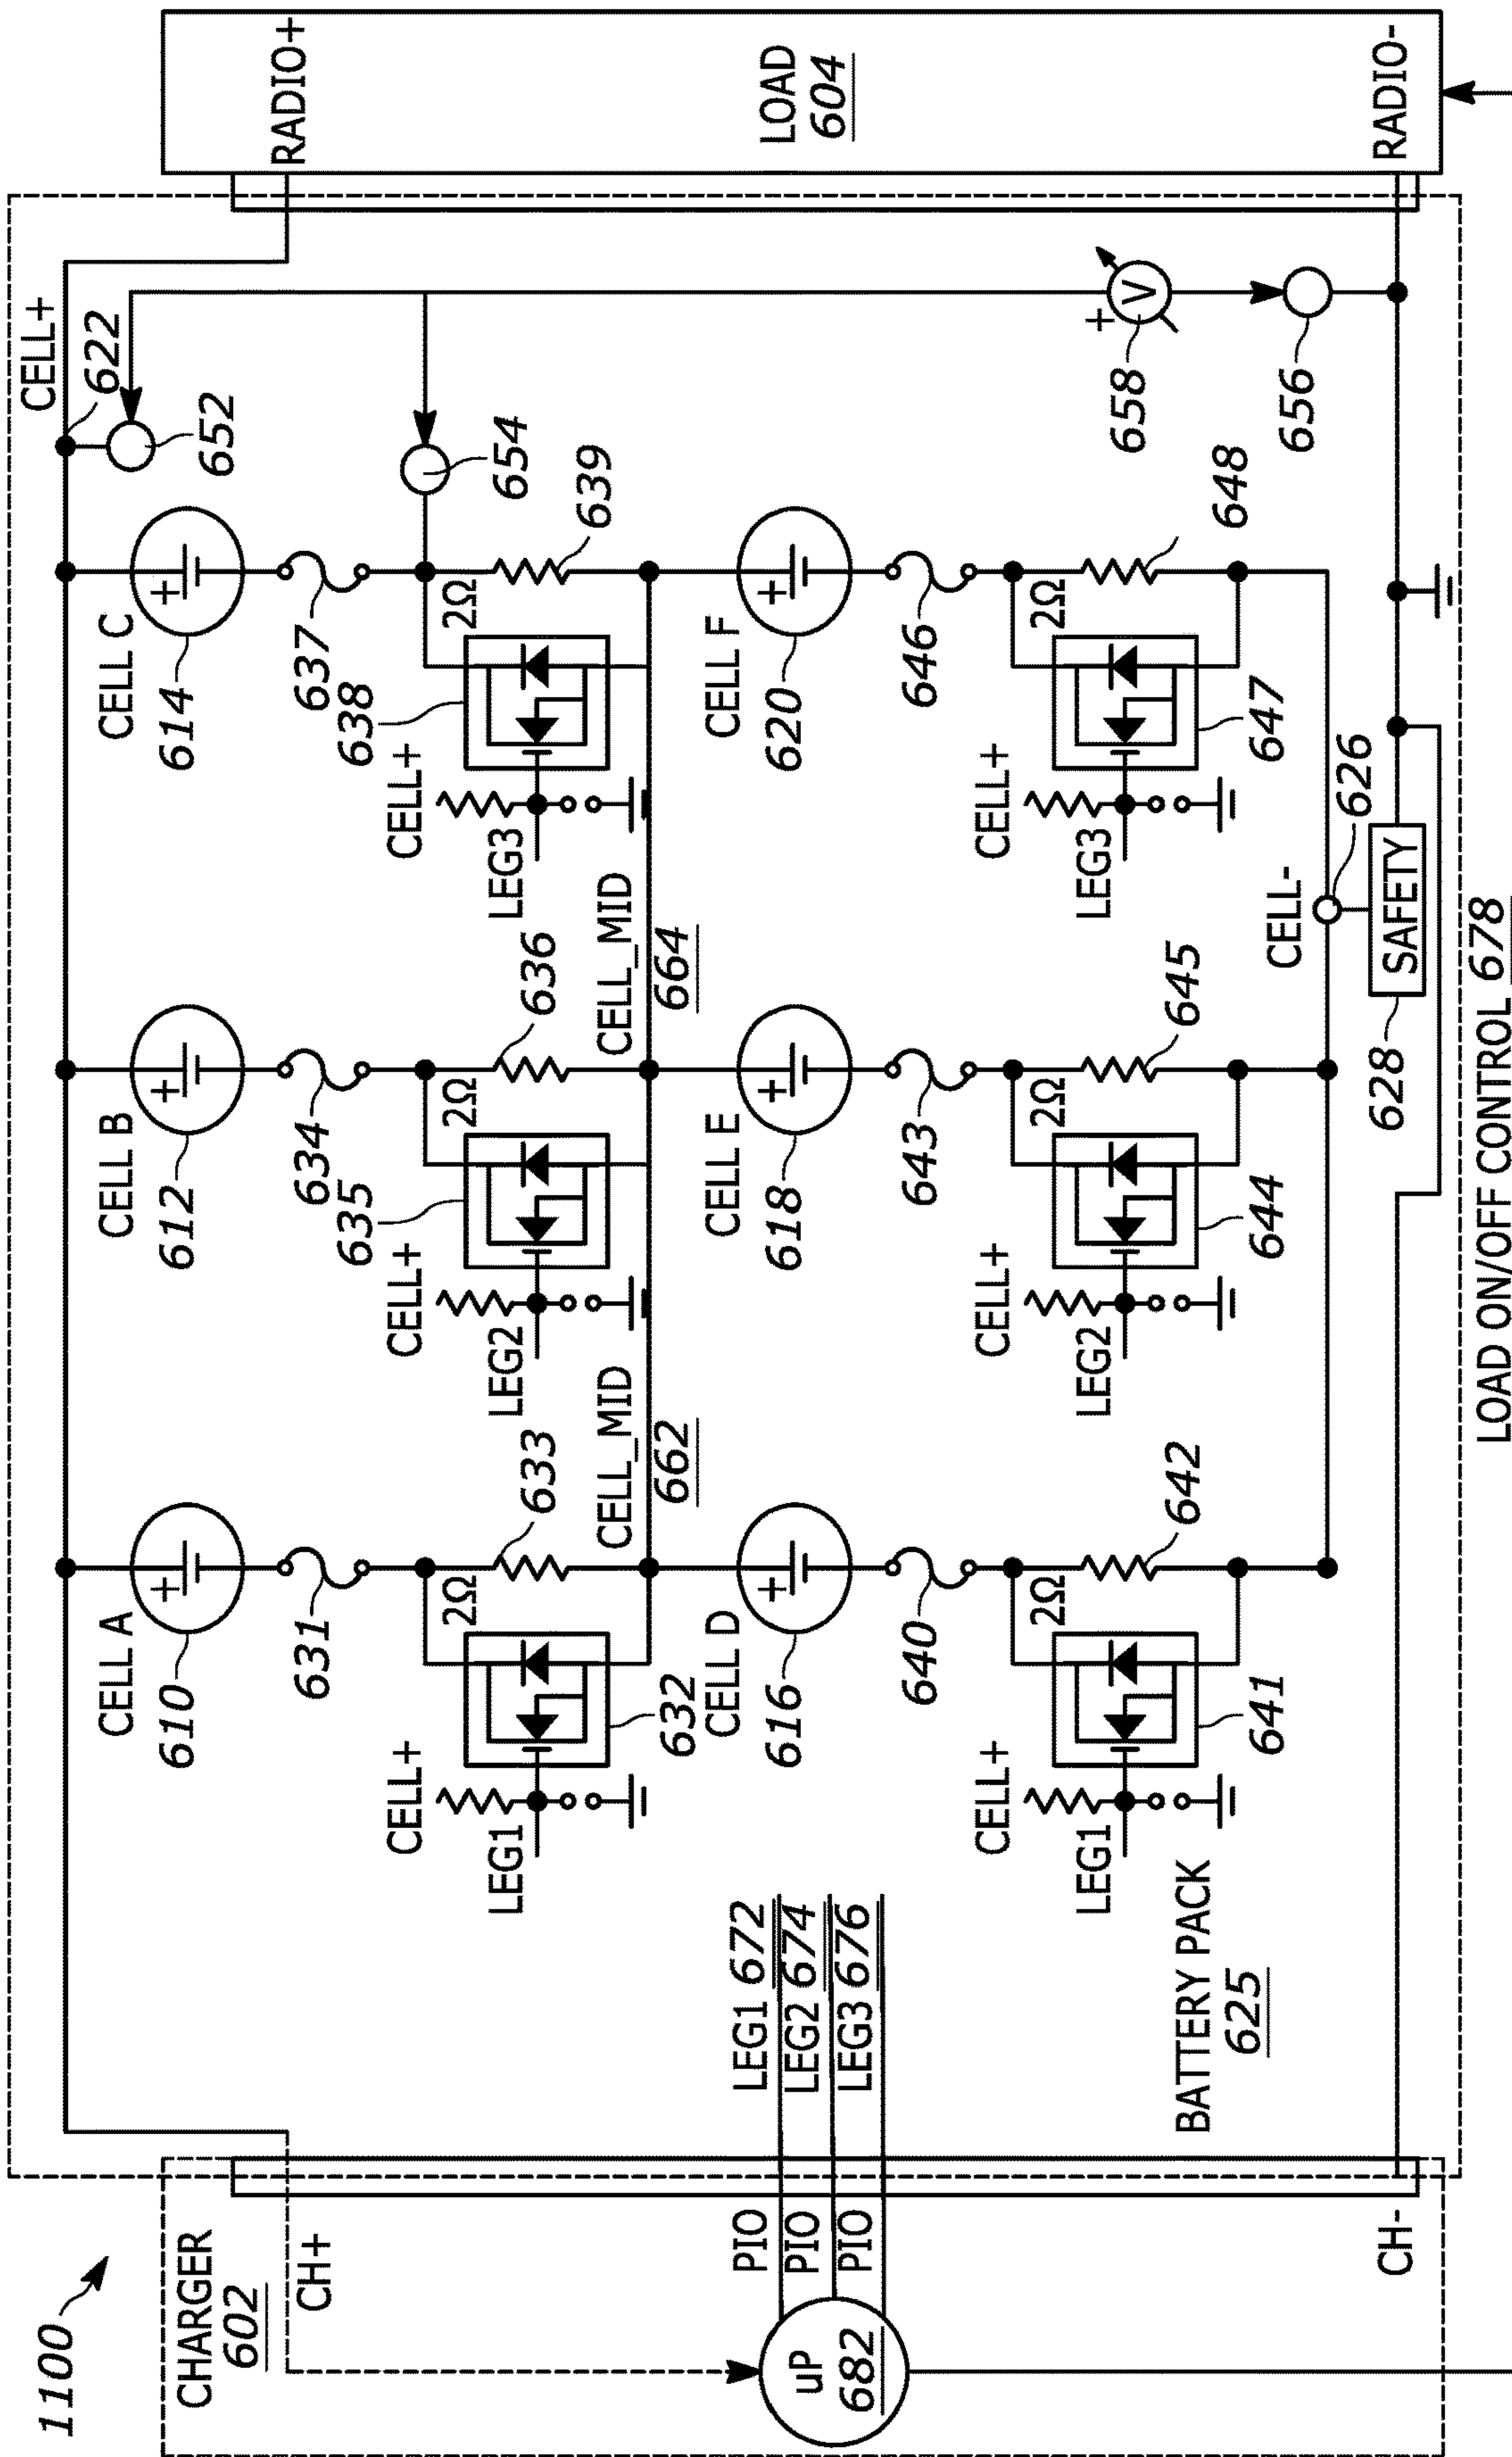 1100
CHARGER
602
CH+
uP
682
PIO
PIO
PIO
CH-
LEG1 672
LEG2 674
LEG3 676
BATTERY PACK
625
CELL A
610
+
631
2Ω
633
632
CELL+
LEG1
CELL_MID
662
CELL B
612
+
634
635
2Ω
636
CELL+
LEG2
CELL_MID
664
CELL C
614
+
637
638
2Ω
639
CELL+
LEG3
CELL D
616
+
640
2Ω
642
641
CELL+
LEG1
CELL E
618
+
643
2Ω
645
644
CELL+
LEG2
CELL F
620
+
646
2Ω
648
647
CELL+
LEG3
CELL+
622
652
654
+
V
658
656
CELL-
626
SAFETY
628
RADIO+
LOAD
604
RADIO-
LOAD ON/OFF CONTROL 678